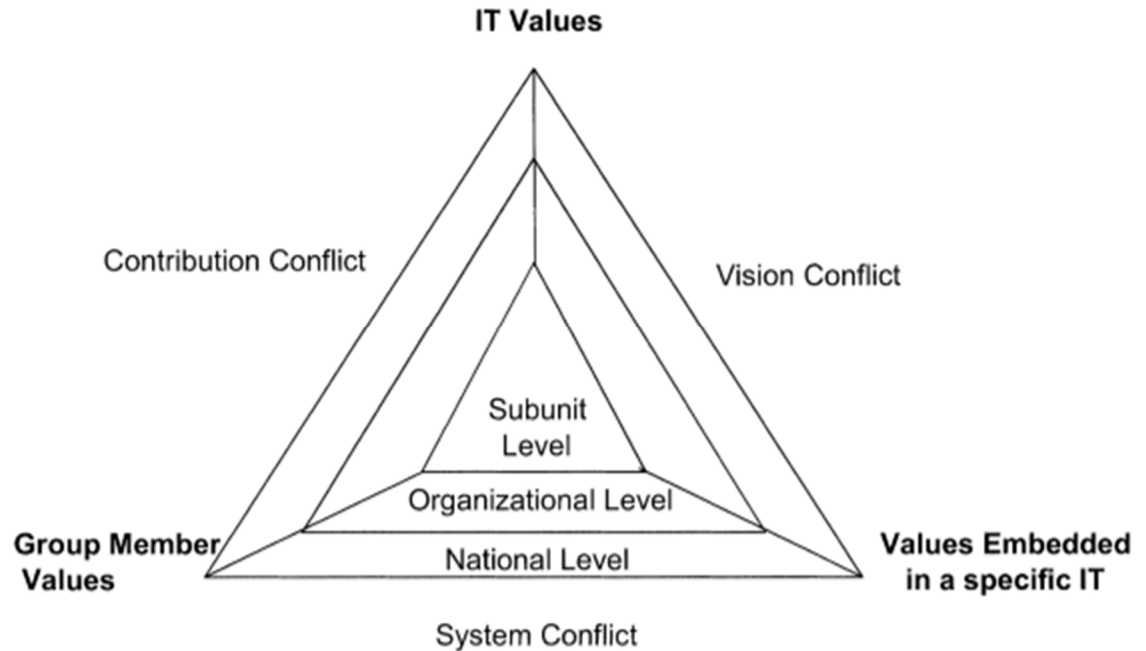 IT Values
Contribution Conflict
Vision Conflict
Subunit
Level
Organizational Level
Group Member
Values
National Level
Values Embedded
in a specific IT
System Conflict